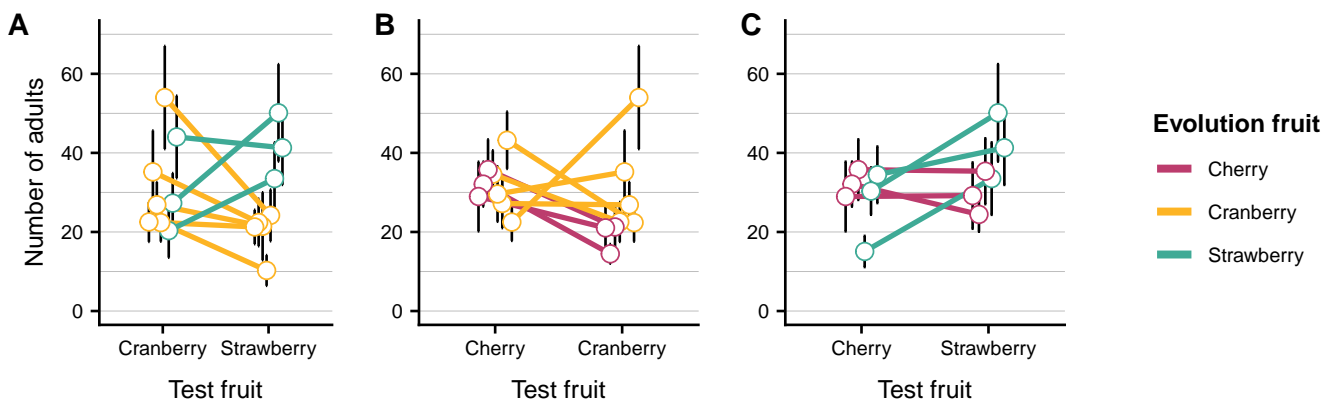 A
B
C
Number of adults
60
40
20
0
Cranberry Strawberry
Test fruit
60
40
20
0
Cherry Cranberry
Test fruit
60
40
20
0
Cherry Strawberry
Test fruit
Evolution fruit
Cherry
Cranberry
Strawberry